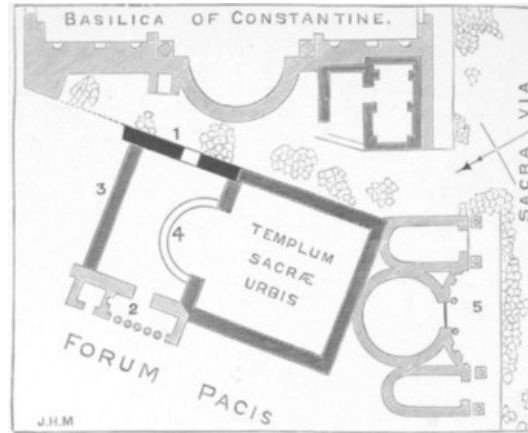 BASILICA OF CONSTANTINE.
SACRA VIA
1
3
4
TEMPLUM
SACRÆ
URBIS
2
5
FORUM PACIS
J.H.M